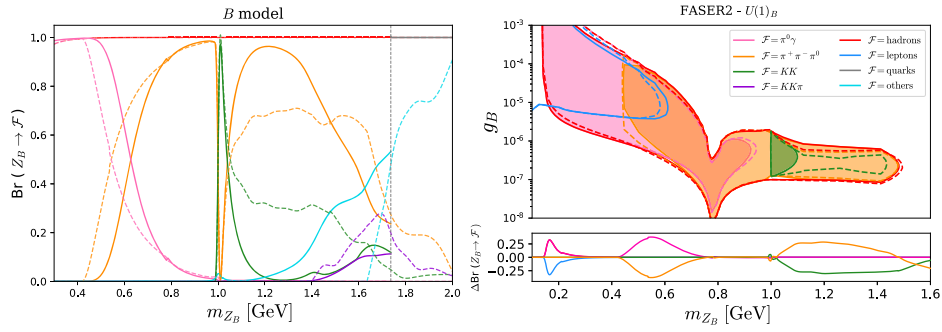 B model
Br ( Z_B → 𝓕 )
1.0
0.8
0.6
0.4
0.2
0.0
0.4 0.6 0.8 1.0 1.2 1.4 1.6 1.8 2.0
m_{Z_B} [GeV]
FASER2 - U(1)_B
g_B
10^{-3}
10^{-4}
10^{-5}
10^{-6}
10^{-7}
10^{-8}
𝓕 = π^0γ
𝓕 = π^+π^-π^0
𝓕 = KK
𝓕 = KKπ
𝓕 = hadrons
𝓕 = leptons
𝓕 = quarks
𝓕 = others
ΔBr ( Z_B → 𝓕 )
0.25
0.00
−0.25
0.2 0.4 0.6 0.8 1.0 1.2 1.4 1.6
m_{Z_B} [GeV]